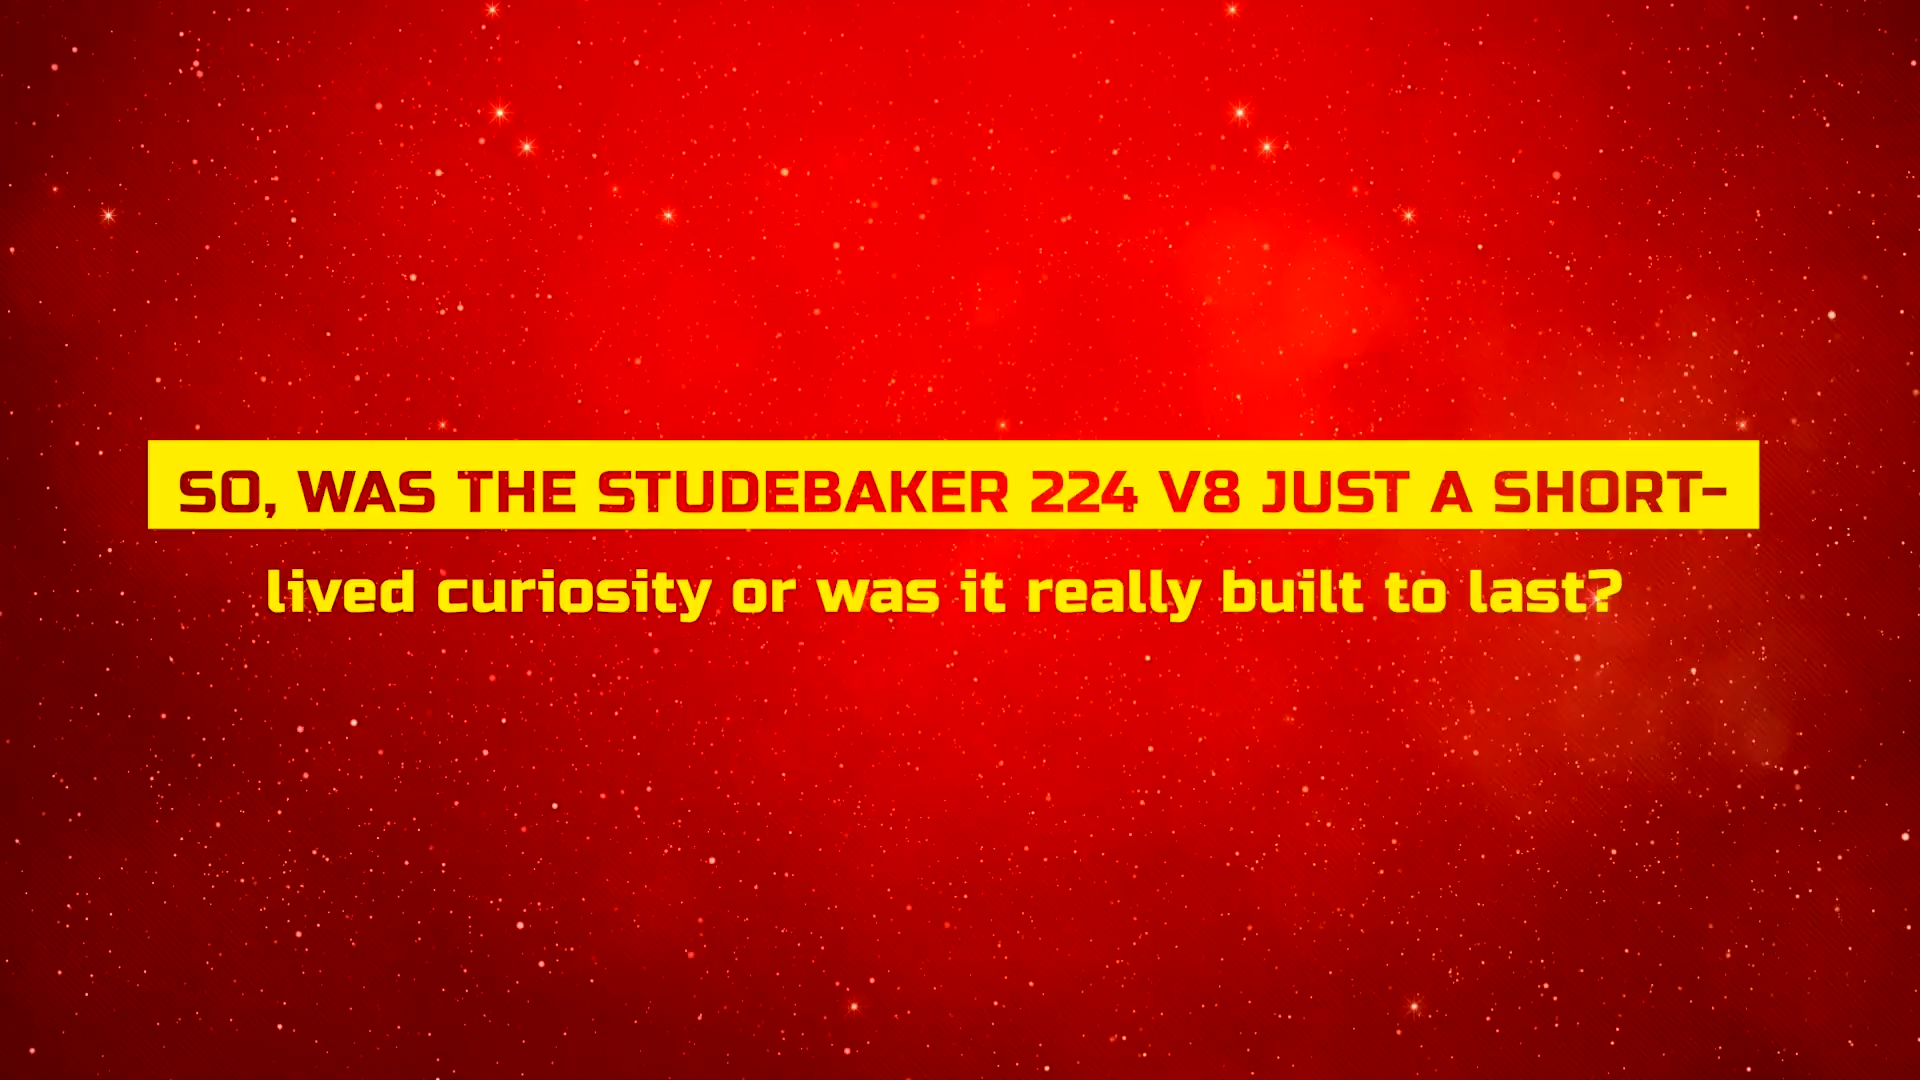 SO, WAS THE STUDEBAKER 224 V8 JUST A SHORT-
lived curiosity or was it really built to last?